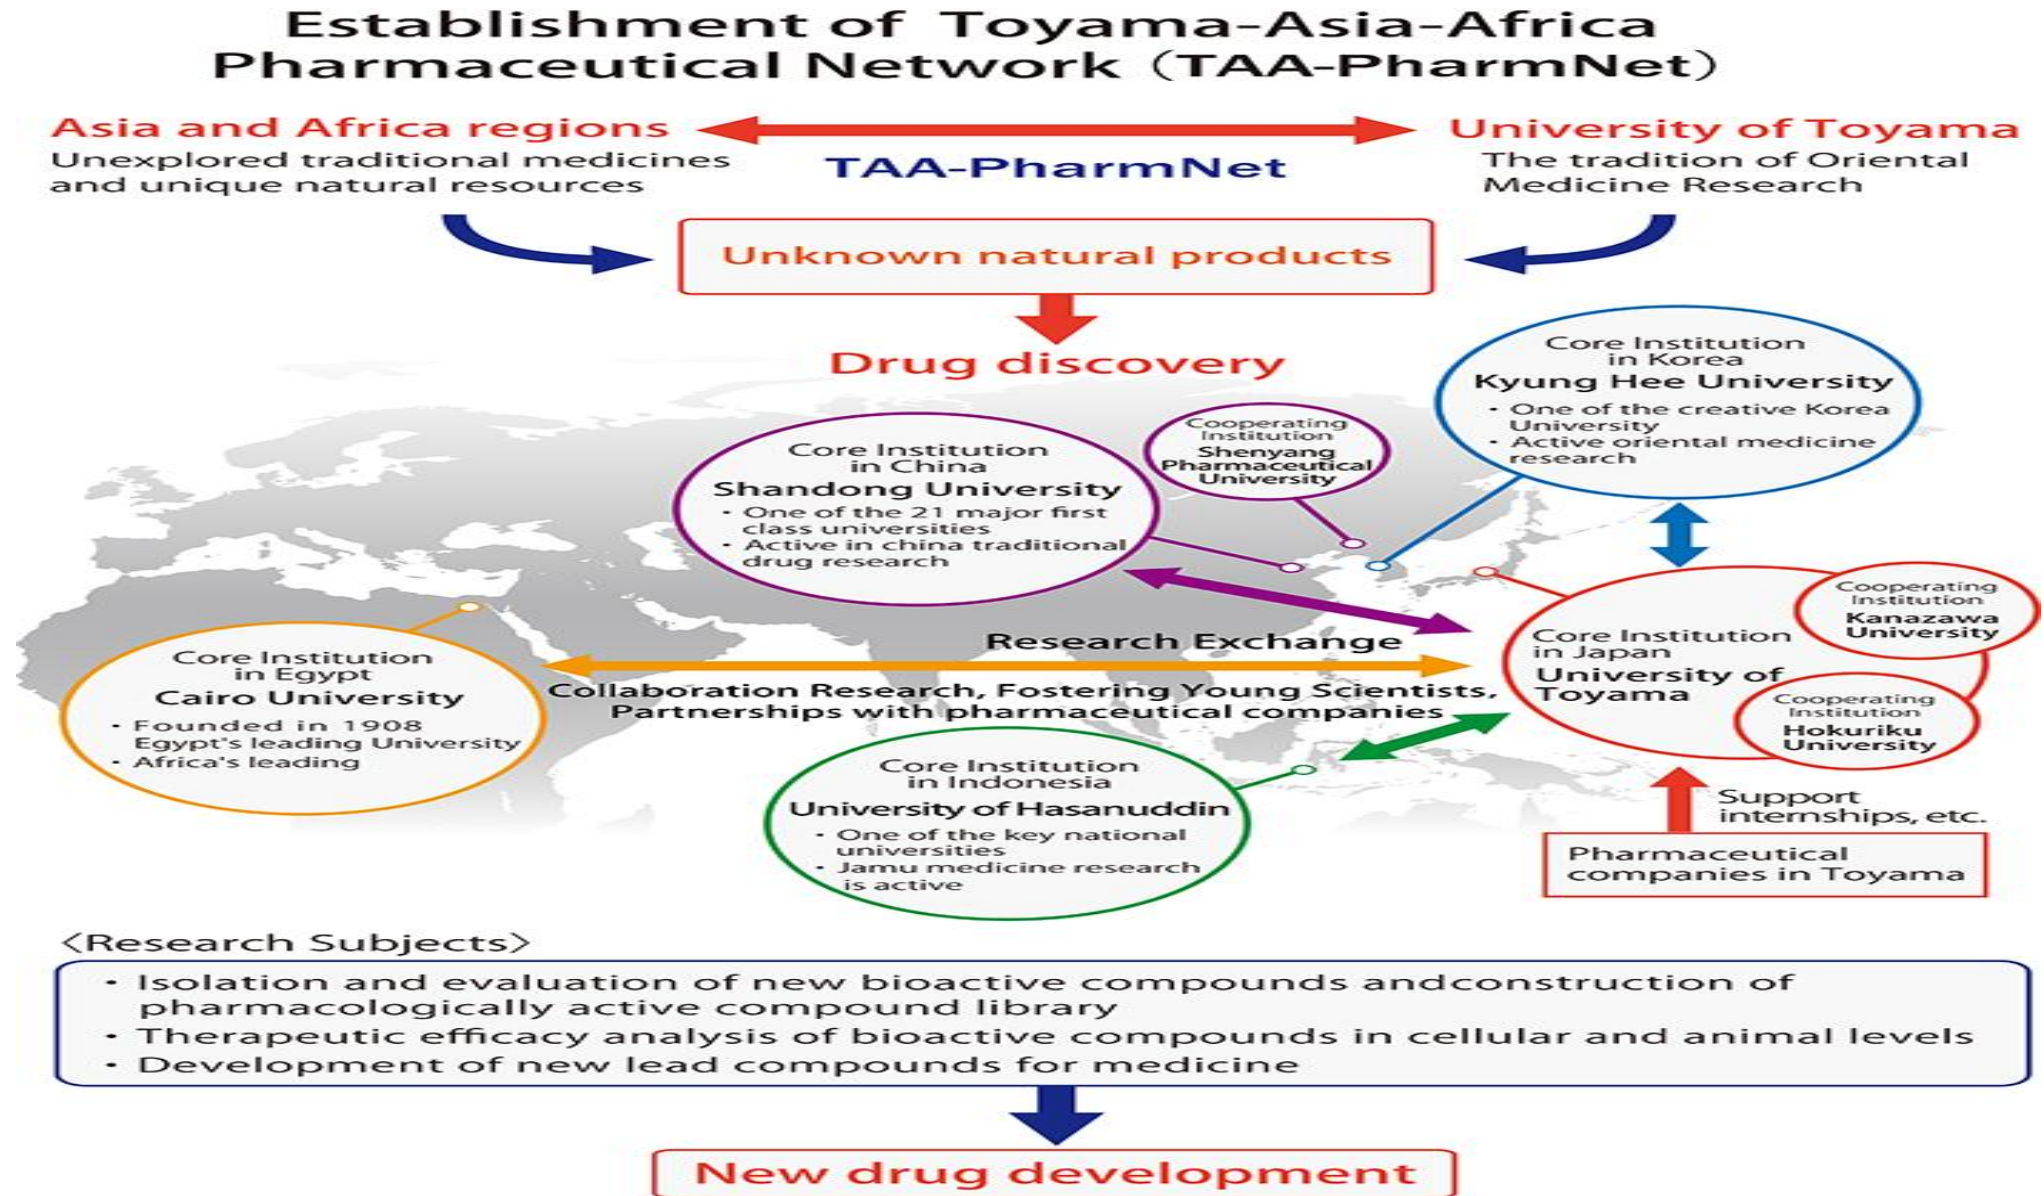 Establishment of Toyama-Asia-Africa
Pharmaceutical Network (TAA-PharmNet)
Asia and Africa regions
Unexplored traditional medicines
and unique natural resources
TAA-PharmNet
University of Toyama
The tradition of Oriental
Medicine Research
Unknown natural products
Drug discovery
Core Institution
in Korea
Kyung Hee University
・One of the creative Korea
University
・Active oriental medicine
research
Cooperating
Institution
Shenyang
Pharmaceutical
University
Core Institution
in China
Shandong University
・One of the 21 major first
class universities
・Active in china traditional
drug research
Cooperating
Institution
Kanazawa
University
Core Institution
in Japan
University of
Toyama
Cooperating
Institution
Hokuriku
University
Research Exchange
Collaboration Research, Fostering Young Scientists,
Partnerships with pharmaceutical companies
Core Institution
in Egypt
Cairo University
・Founded in 1908
Egypt's leading University
・Africa's leading
Core Institution
in Indonesia
University of Hasanuddin
・One of the key national
universities
・Jamu medicine research
is active
Support
internships, etc.
Pharmaceutical
companies in Toyama
〈Research Subjects〉
・Isolation and evaluation of new bioactive compounds andconstruction of
pharmacologically active compound library
・Therapeutic efficacy analysis of bioactive compounds in cellular and animal levels
・Development of new lead compounds for medicine
New drug development